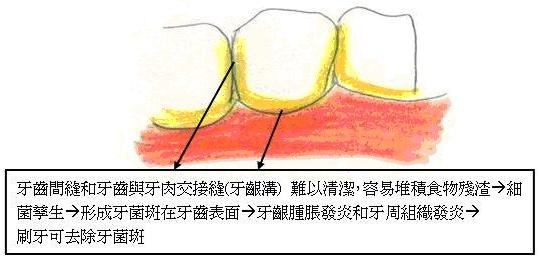 牙齒間縫和牙齒與牙肉交接縫(牙齦溝) 難以清潔,容易堆積食物殘渣→細
菌孳生→形成牙菌斑在牙齒表面→牙齦腫脹發炎和牙周組織發炎→
刷牙可去除牙菌斑